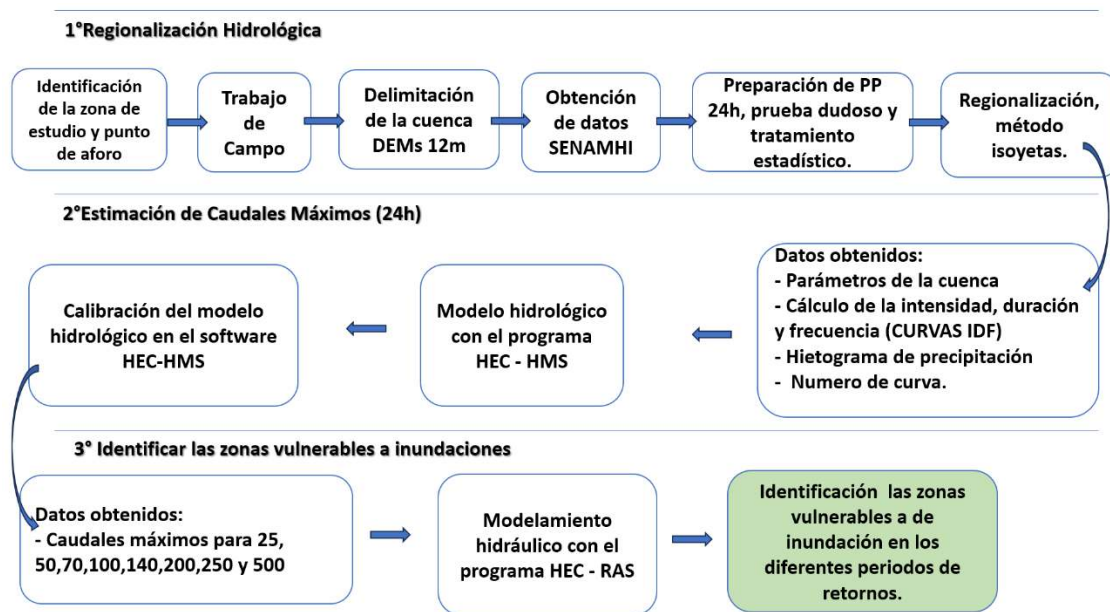 1°Regionalización Hidrológica
Identificación
de la zona de
estudio y punto
de aforo
Trabajo
de
Campo
Delimitación
de la cuenca
DEMs 12m
Obtención
de datos
SENAMHI
Preparación de PP
24h, prueba dudoso y
tratamiento
estadístico.
Regionalización,
método
isoyetas.
2°Estimación de Caudales Máximos (24h)
Datos obtenidos:
- Parámetros de la cuenca
- Cálculo de la intensidad, duración
y frecuencia (CURVAS IDF)
- Hietograma de precipitación
- Numero de curva.
Modelo hidrológico
con el programa
HEC - HMS
Calibración del modelo
hidrológico en el software
HEC-HMS
3° Identificar las zonas vulnerables a inundaciones
Datos obtenidos:
- Caudales máximos para 25,
50,70,100,140,200,250 y 500
Modelamiento
hidráulico con el
programa HEC - RAS
Identificación las zonas
vulnerables a de
inundación en los
diferentes periodos de
retornos.